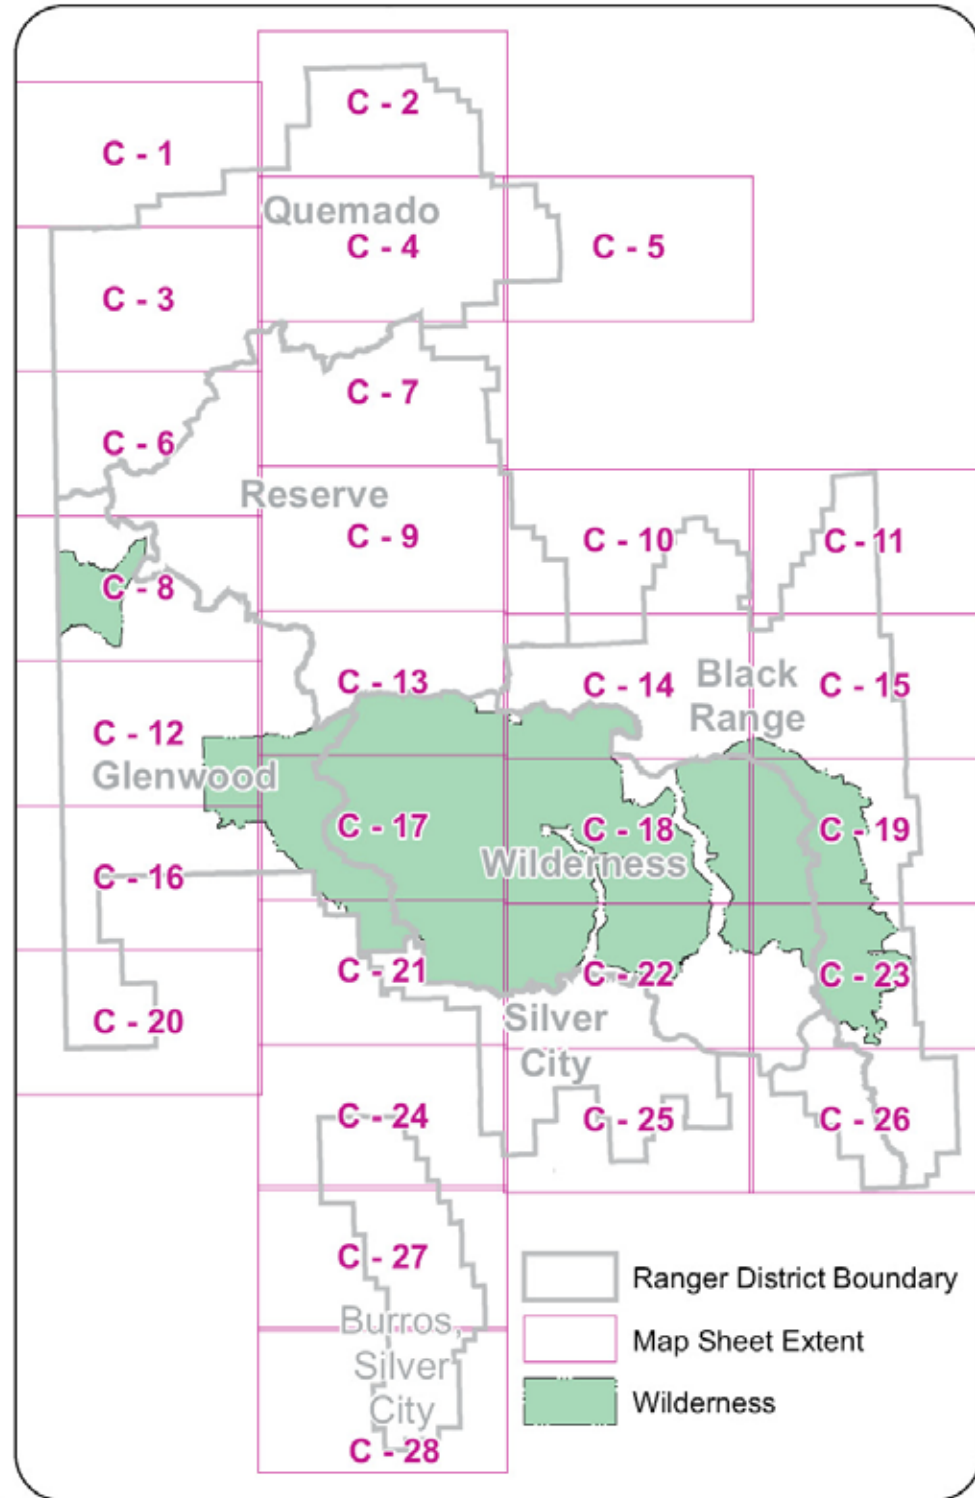 C - 2
C - 1
Quemado
C - 4
C - 5
C - 3
C - 7
C - 6
Reserve
C - 9
C - 10
C - 11
C - 8
C - 13
C - 14
Black
Range
C - 15
C - 12
Glenwood
C - 17
C - 18
C - 19
Wilderness
C - 16
C - 21
C - 22
C - 23
C - 20
Silver
City
C - 24
C - 25
C - 26
C - 27
Burros,
Silver
City
C - 28
Ranger District Boundary
Map Sheet Extent
Wilderness